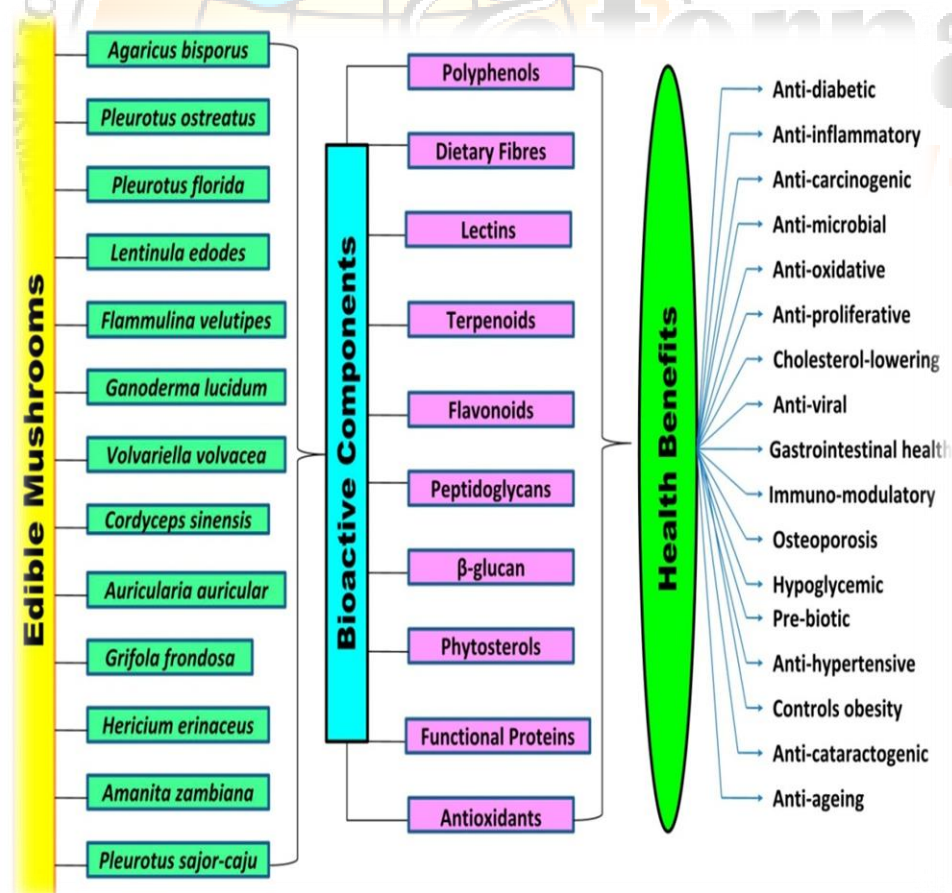 Edible Mushrooms
Agaricus bisporus
Pleurotus ostreatus
Pleurotus florida
Lentinula edodes
Flammulina velutipes
Ganoderma lucidum
Volvariella volvacea
Cordyceps sinensis
Auricularia auricular
Grifola frondosa
Hericium erinaceus
Amanita zambiana
Pleurotus sajor-caju
Bioactive Components
Polyphenols
Dietary Fibres
Lectins
Terpenoids
Flavonoids
Peptidoglycans
β-glucan
Phytosterols
Functional Proteins
Antioxidants
Health Benefits
Anti-diabetic
Anti-inflammatory
Anti-carcinogenic
Anti-microbial
Anti-oxidative
Anti-proliferative
Cholesterol-lowering
Anti-viral
Gastrointestinal health
Immuno-modulatory
Osteoporosis
Hypoglycemic
Pre-biotic
Anti-hypertensive
Controls obesity
Anti-cataractogenic
Anti-ageing